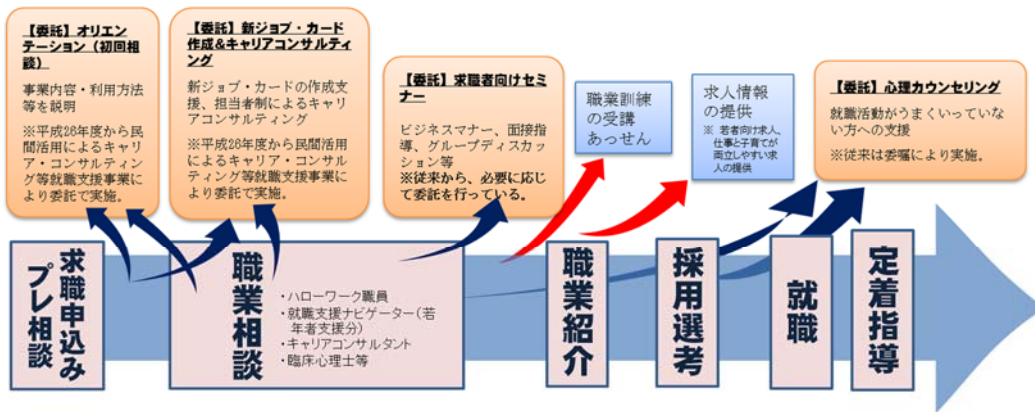 【委託】オリエン
テーション（初回相
談）
事業内容・利用方法
等を説明
※平成26年度から民
間活用によるキャリ
ア・コンサルティン
グ等就職支援事業に
より委託で実施。
【委託】新ジョブ・カード
作成&キャリアコンサルティ
ング
新ジョブ・カードの作成支
援、担当者制によるキャリ
アコンサルティング
※平成26年度から民間活用
によるキャリア・コンサル
ティング等就職支援事業に
より委託で実施。
【委託】求職者向けセミ
ナー
ビジネスマナー、面接指
導、グループディスカッ
ション等
※従来から、必要に応じ
て委託を行っている。
職業訓練
の受講
あっせん
求人情報
の提供
※ 若者向け求人、
仕事と子育てが
両立しやすい求
人の提供
【委託】心理カウンセリング
就職活動がうまくいっていな
い方への支援
※従来は委嘱により実施。
求職申込み
プレ相談
職業相談
・ハローワーク職員
・就職支援ナビゲーター（若
年者支援分）
・キャリアコンサルタント
・臨床心理士等
職業紹介
採用選考
就職
定着指導